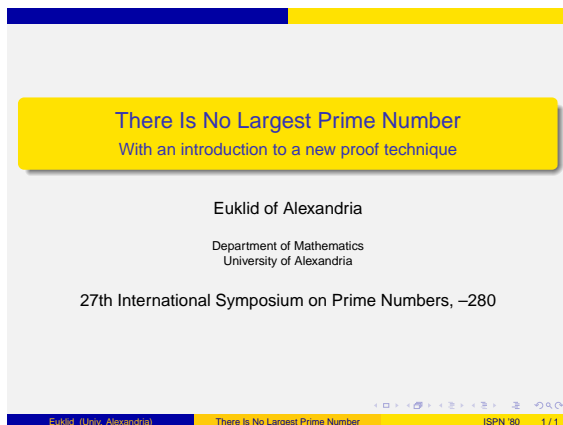 There Is No Largest Prime Number
With an introduction to a new proof technique
Euklid of Alexandria
Department of Mathematics
University of Alexandria
27th International Symposium on Prime Numbers, –280
Euklid (Univ. Alexandria) There Is No Largest Prime Number ISPN '80 1 / 1